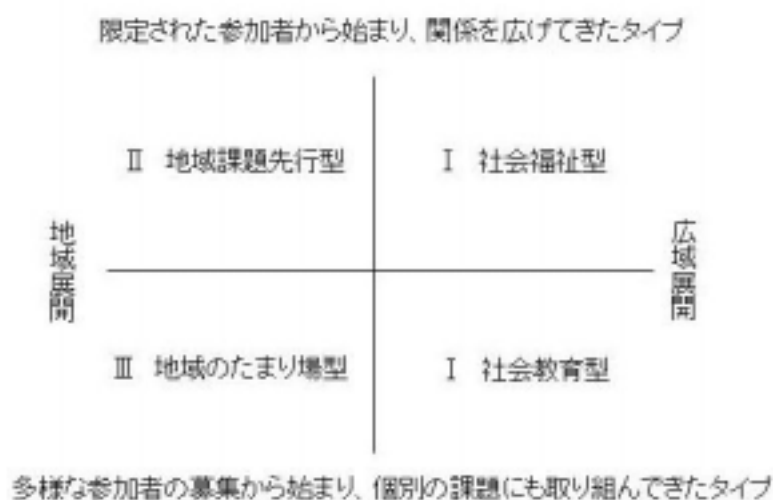 限定された参加者から始まり、関係を広げてきたタイプ
Ⅱ 地域課題先行型
Ⅰ 社会福祉型
地域展開
広域展開
Ⅲ 地域のたまり場型
Ⅰ 社会教育型
多様な参加者の募集から始まり、個別の課題にも取り組んできたタイプ